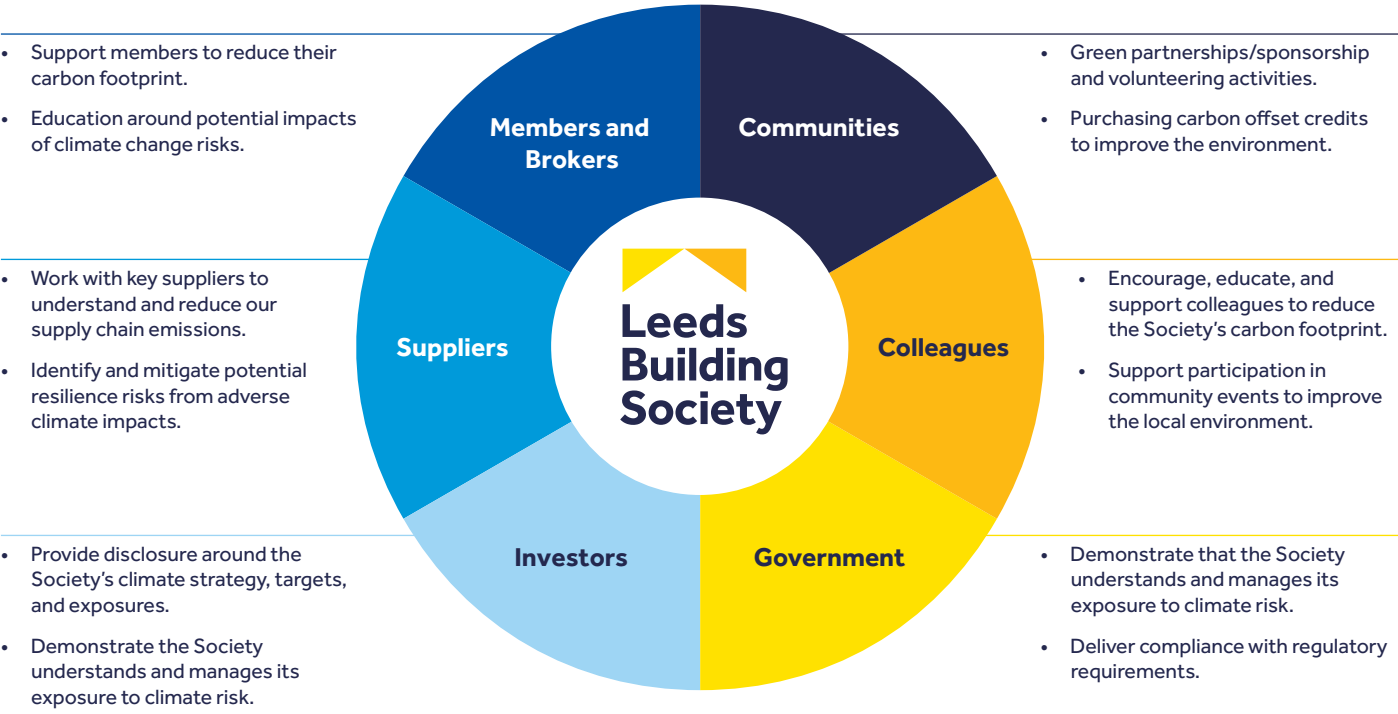 • Support members to reduce their
carbon footprint.
• Education around potential impacts
of climate change risks.
Members and
Brokers
Communities
• Green partnerships/sponsorship
and volunteering activities.
• Purchasing carbon offset credits
to improve the environment.
• Work with key suppliers to
understand and reduce our
supply chain emissions.
• Identify and mitigate potential
resilience risks from adverse
climate impacts.
Suppliers
Leeds
Building
Society
Colleagues
• Encourage, educate, and
support colleagues to reduce
the Society’s carbon footprint.
• Support participation in
community events to improve
the local environment.
• Provide disclosure around the
Society’s climate strategy, targets,
and exposures.
• Demonstrate the Society
understands and manages its
exposure to climate risk.
Investors
Government
• Demonstrate that the Society
understands and manages its
exposure to climate risk.
• Deliver compliance with regulatory
requirements.